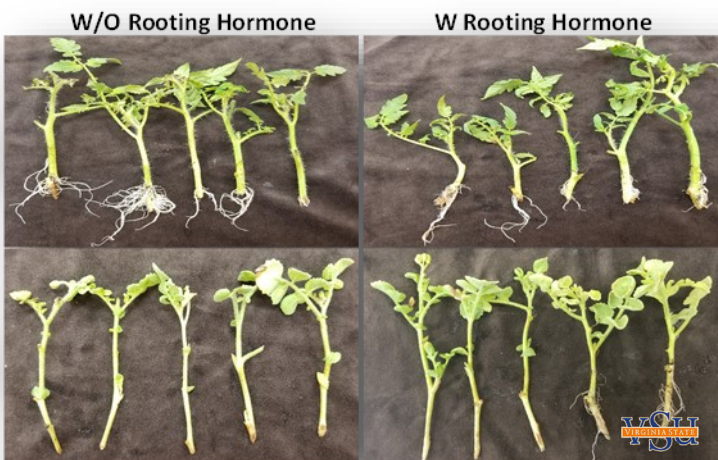 W/O Rooting Hormone
W Rooting Hormone
VSU
VIRGINIA STATE